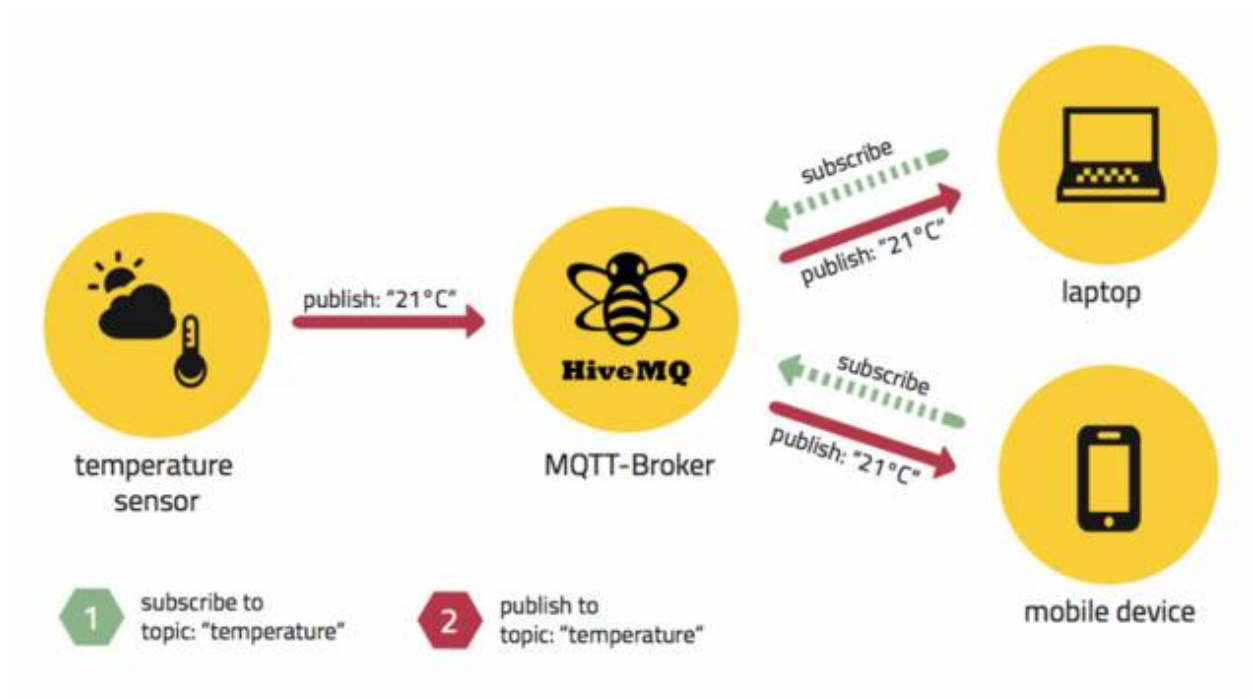 subscribe
publish: “21°C”
laptop
publish: “21°C”
HiveMQ
subscribe
publish: “21°C”
temperature
sensor
MQTT-Broker
mobile device
1
subscribe to
topic: “temperature”
2
publish to
topic: “temperature”